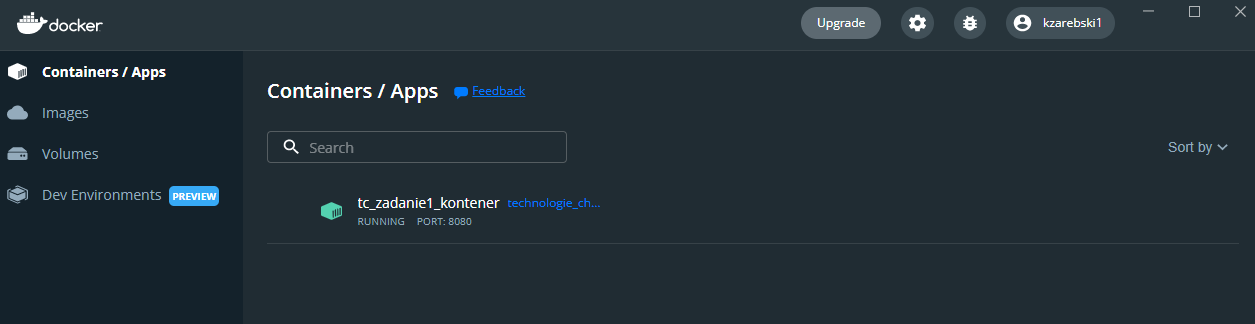 docker
Upgrade
kzarebski1
Containers / Apps
Images
Volumes
Dev Environments PREVIEW
Containers / Apps Feedback
Search
Sort by
tc_zadanie1_kontener technologie_ch...
RUNNING PORT: 8080